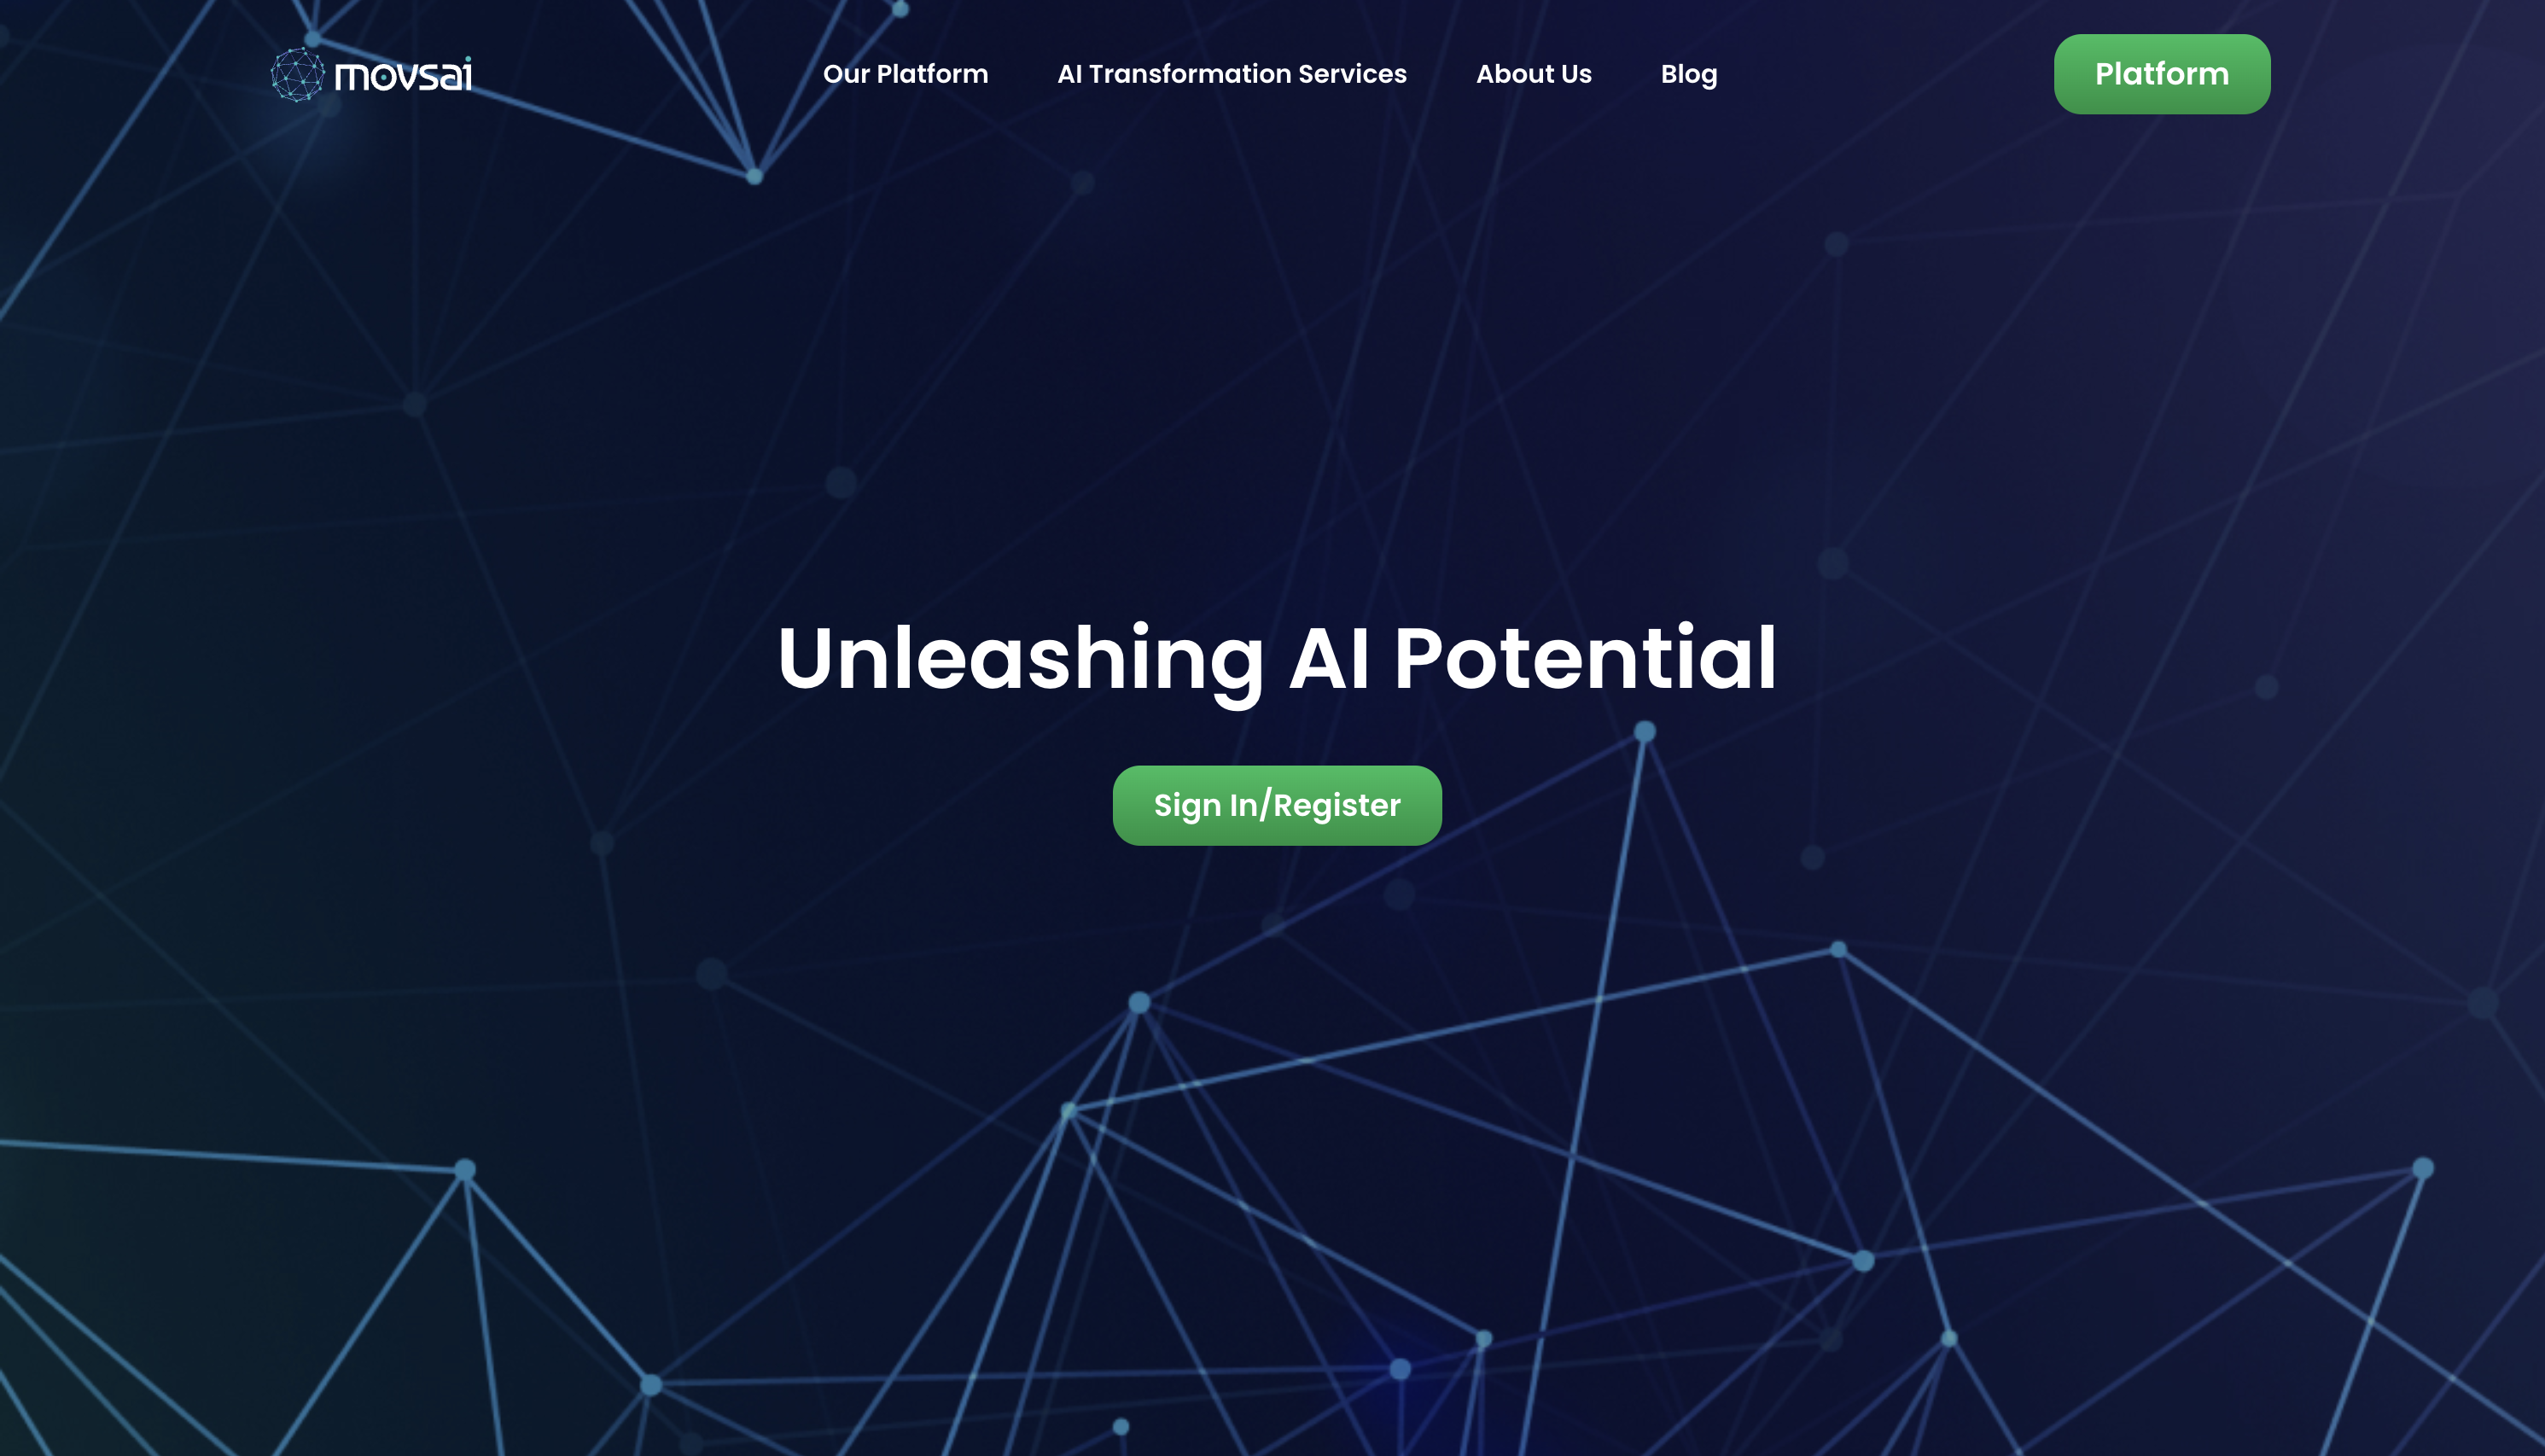 movsai
Our Platform
AI Transformation Services
About Us
Blog
Platform
Unleashing AI Potential
Sign In/Register